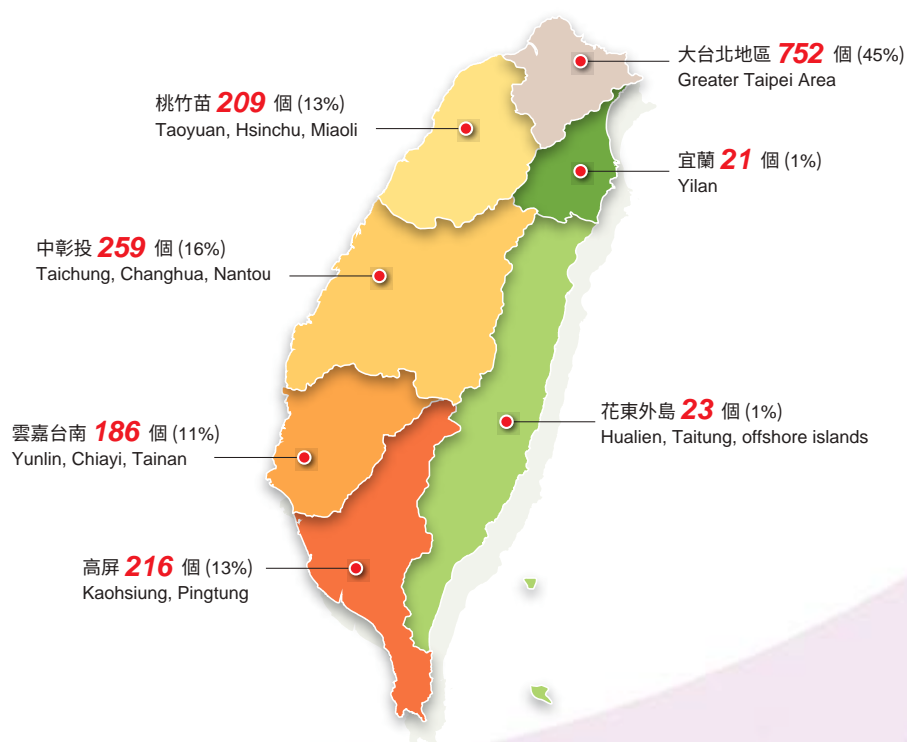 大台北地區 752 個 (45%)
Greater Taipei Area
桃竹苗 209 個 (13%)
Taoyuan, Hsinchu, Miaoli
宜蘭 21 個 (1%)
Yilan
中彰投 259 個 (16%)
Taichung, Changhua, Nantou
花東外島 23 個 (1%)
Hualien, Taitung, offshore islands
雲嘉台南 186 個 (11%)
Yunlin, Chiayi, Tainan
高屏 216 個 (13%)
Kaohsiung, Pingtung